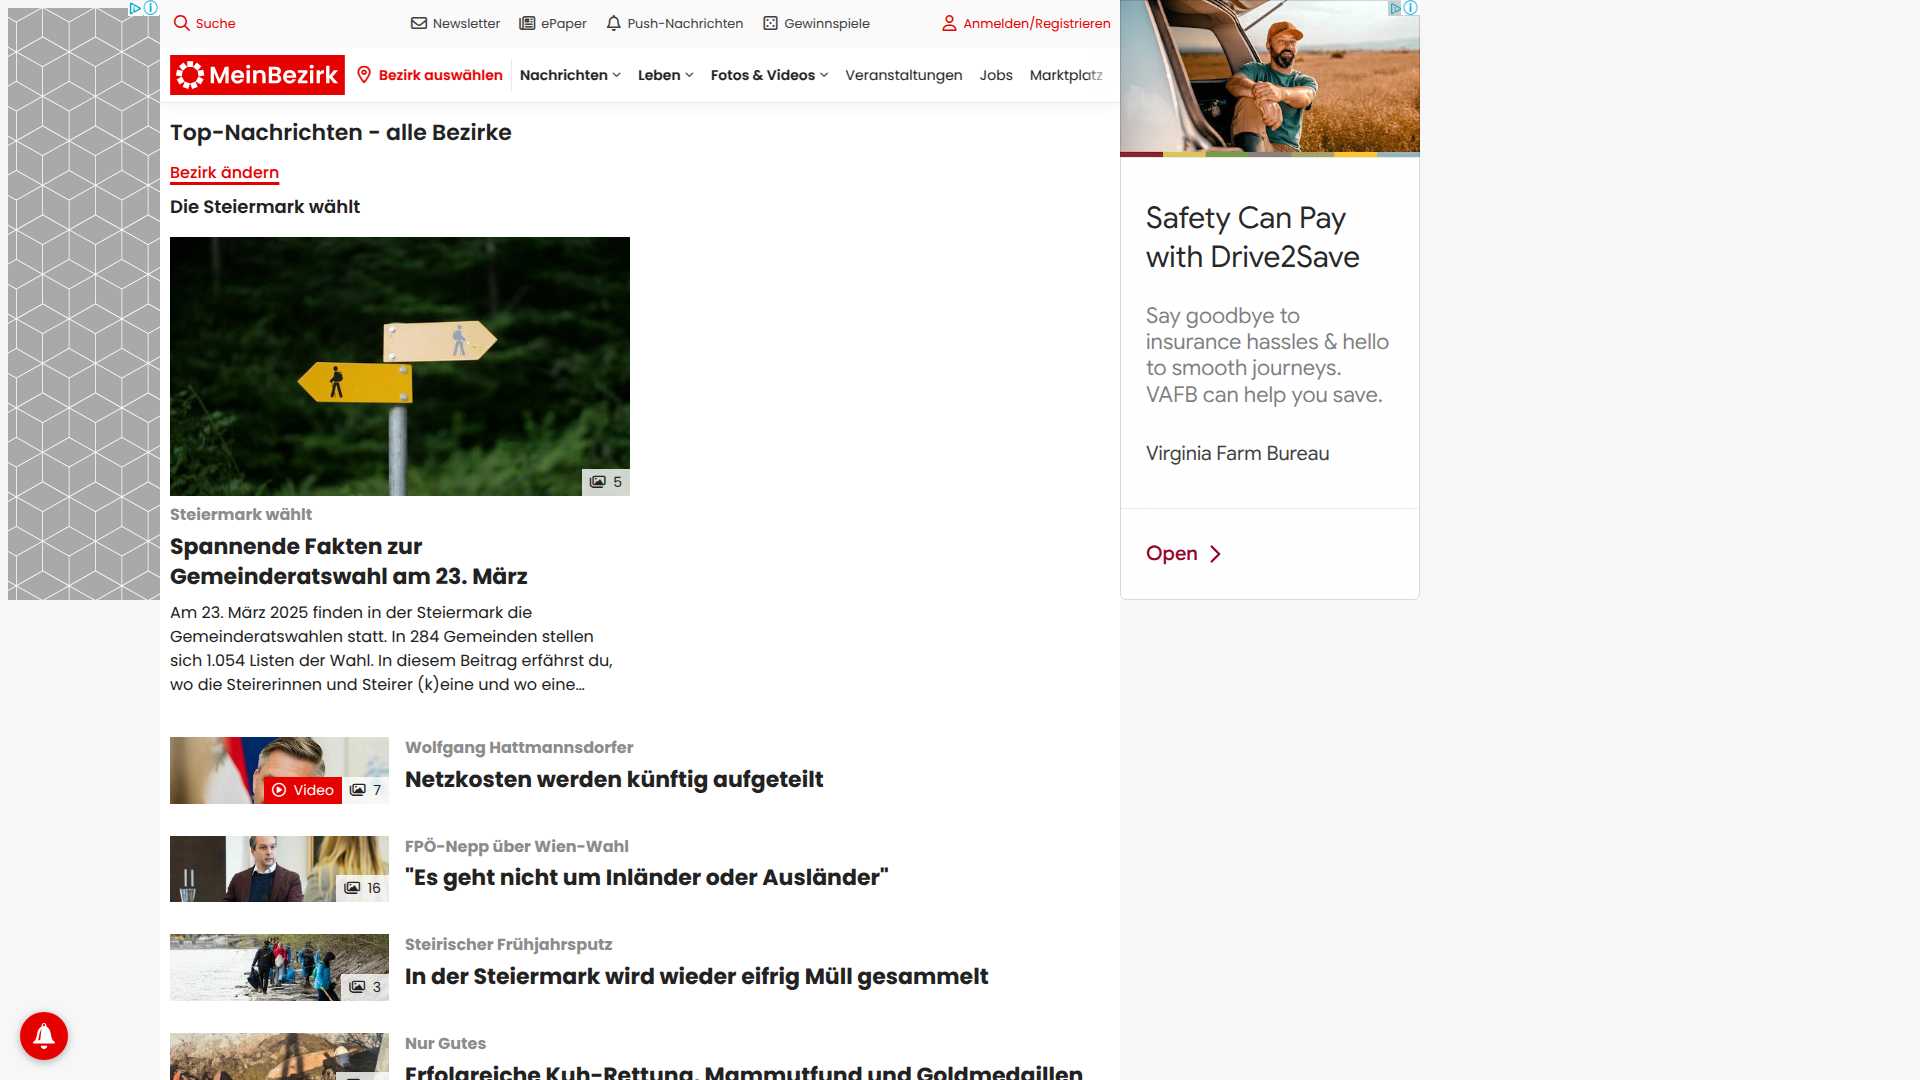 Suche
Newsletter
ePaper
Push-Nachrichten
Gewinnspiele
Anmelden/Registrieren
MeinBezirk
Bezirk auswählen
Nachrichten
Leben
Fotos & Videos
Veranstaltungen
Jobs
Marktplatz
Top-Nachrichten - alle Bezirke
Bezirk ändern
Die Steiermark wählt
5
Steiermark wählt
Spannende Fakten zur
Gemeinderatswahl am 23. März
Am 23. März 2025 finden in der Steiermark die
Gemeinderatswahlen statt. In 284 Gemeinden stellen
sich 1.054 Listen der Wahl. In diesem Beitrag erfährst du,
wo die Steirerinnen und Steirer (k)eine und wo eine...
Video
7
Wolfgang Hattmannsdorfer
Netzkosten werden künftig aufgeteilt
16
FPÖ-Nepp über Wien-Wahl
"Es geht nicht um Inländer oder Ausländer"
3
Steirischer Frühjahrsputz
In der Steiermark wird wieder eifrig Müll gesammelt
Nur Gutes
Erfolgreiche Kuh-Rettung, Mammutfund und Goldmedaillen
Safety Can Pay
with Drive2Save
Say goodbye to
insurance hassles & hello
to smooth journeys.
VAFB can help you save.
Virginia Farm Bureau
Open